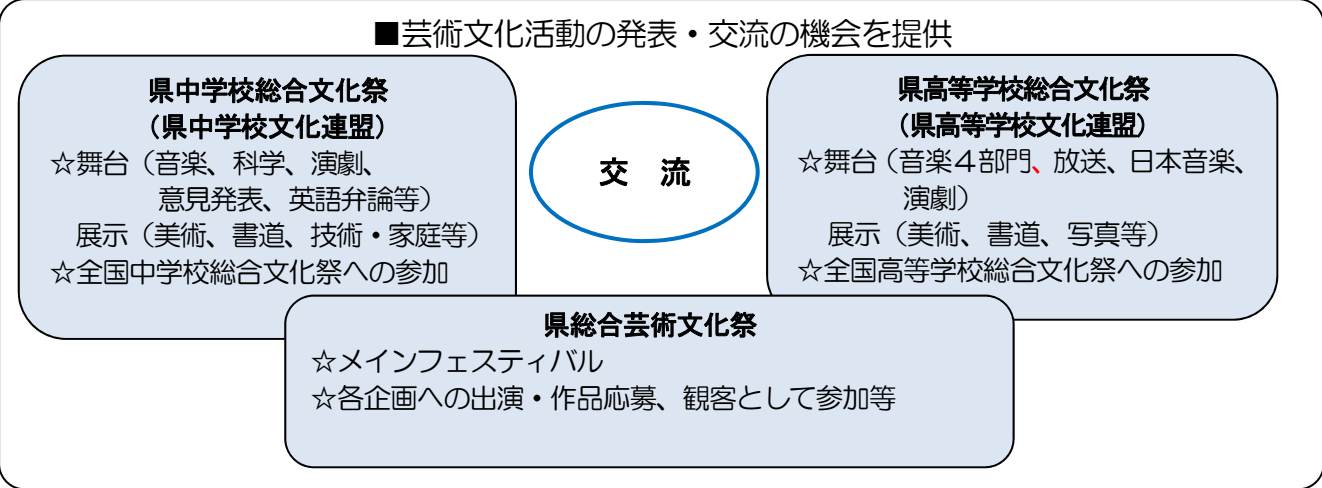 ■芸術文化活動の発表・交流の機会を提供
県中学校総合文化祭
（県中学校文化連盟）
☆舞台（音楽、科学、演劇、
意見発表、英語弁論等）
展示（美術、書道、技術・家庭等）
☆全国中学校総合文化祭への参加
交　流
県高等学校総合文化祭
（県高等学校文化連盟）
☆舞台（音楽４部門、放送、日本音楽、
演劇）
展示（美術、書道、写真等）
☆全国高等学校総合文化祭への参加
県総合芸術文化祭
☆メインフェスティバル
☆各企画への出演・作品応募、観客として参加等